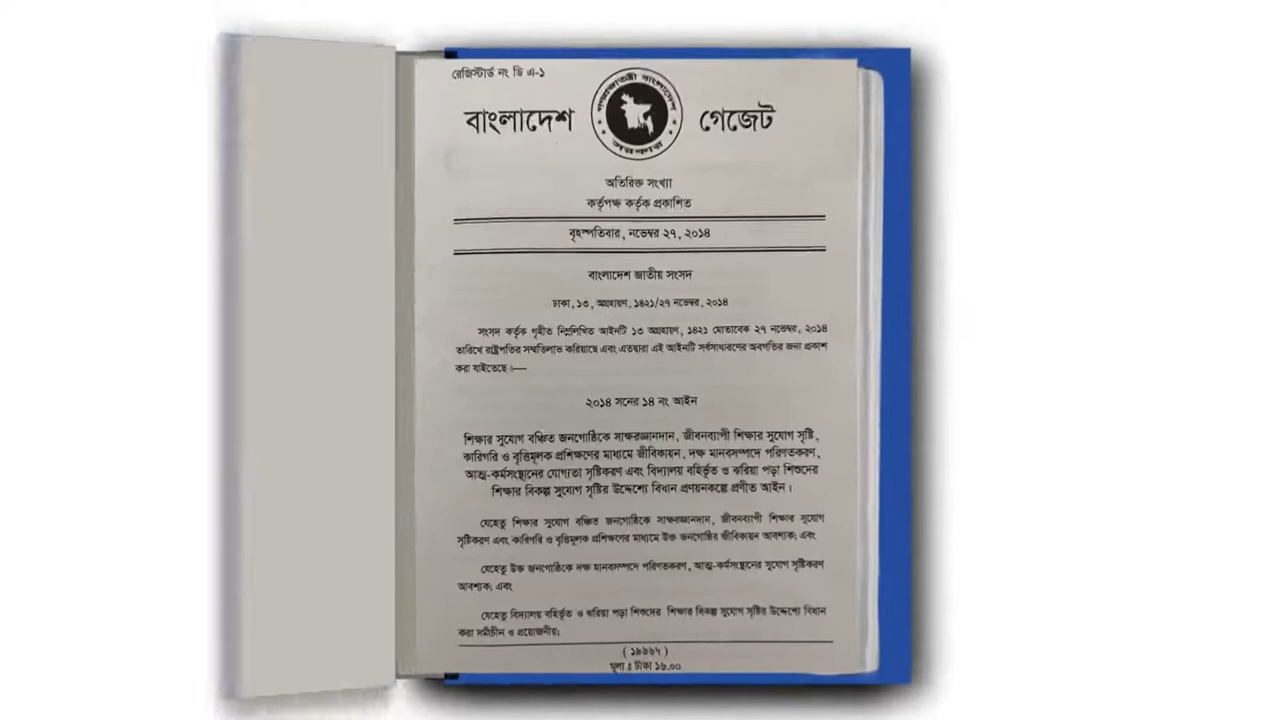 রেজিস্টার্ড নং ডি এ-১
বাংলাদেশ গেজেট
গণপ্রজাতন্ত্রী বাংলাদেশ
সরকার
অতিরিক্ত সংখ্যা
কর্তৃপক্ষ কর্তৃক প্রকাশিত
বৃহস্পতিবার, নভেম্বর ২৭, ২০১৪
বাংলাদেশ জাতীয় সংসদ
ঢাকা, ১৩, অগ্রহায়ণ, ১৪২১/২৭ নভেম্বর, ২০১৪
সংসদ কর্তৃক গৃহীত নিম্নলিখিত আইনটি ১৩ অগ্রহায়ণ, ১৪২১ মোতাবেক ২৭ নভেম্বর, ২০১৪
তারিখে রাষ্ট্রপতির সম্মতিলাভ করিয়াছে এবং এতদ্বারা এই আইনটি সর্বসাধারণের অবগতির জন্য প্রকাশ
করা যাইতেছে :—
২০১৪ সনের ১৪ নং আইন
শিক্ষার সুযোগ বঞ্চিত জনগোষ্ঠিকে সাক্ষরজ্ঞানদান, জীবনব্যাপী শিক্ষার সুযোগ সৃষ্টি,
কারিগরি ও বৃত্তিমূলক প্রশিক্ষণের মাধ্যমে জীবিকায়ন, দক্ষ মানবসম্পদে পরিণতকরণ,
আত্ম-কর্মসংস্থানের যোগ্যতা সৃষ্টিকরণ এবং বিদ্যালয় বহির্ভূত ও ঝরিয়া পড়া শিশুদের
শিক্ষার বিকল্প সুযোগ সৃষ্টির উদ্দেশ্যে বিধান প্রণয়নকল্পে প্রণীত আইন।
যেহেতু শিক্ষার সুযোগ বঞ্চিত জনগোষ্ঠিকে সাক্ষরজ্ঞানদান, জীবনব্যাপী শিক্ষার সুযোগ
সৃষ্টিকরণ এবং কারিগরি ও বৃত্তিমূলক প্রশিক্ষণের মাধ্যমে উক্ত জনগোষ্ঠির জীবিকায়ন আবশ্যক; এবং
যেহেতু উক্ত জনগোষ্ঠিকে দক্ষ মানবসম্পদে পরিণতকরণ, আত্ম-কর্মসংস্থানের সুযোগ সৃষ্টিকরণ
আবশ্যক; এবং
যেহেতু বিদ্যালয় বহির্ভূত ও ঝরিয়া পড়া শিশুদের শিক্ষার বিকল্প সুযোগ সৃষ্টির উদ্দেশ্যে বিধান
করা সমীচীন ও প্রয়োজনীয়;
( ১৯৬৬৭ )
মূল্য : টাকা ১৬.০০